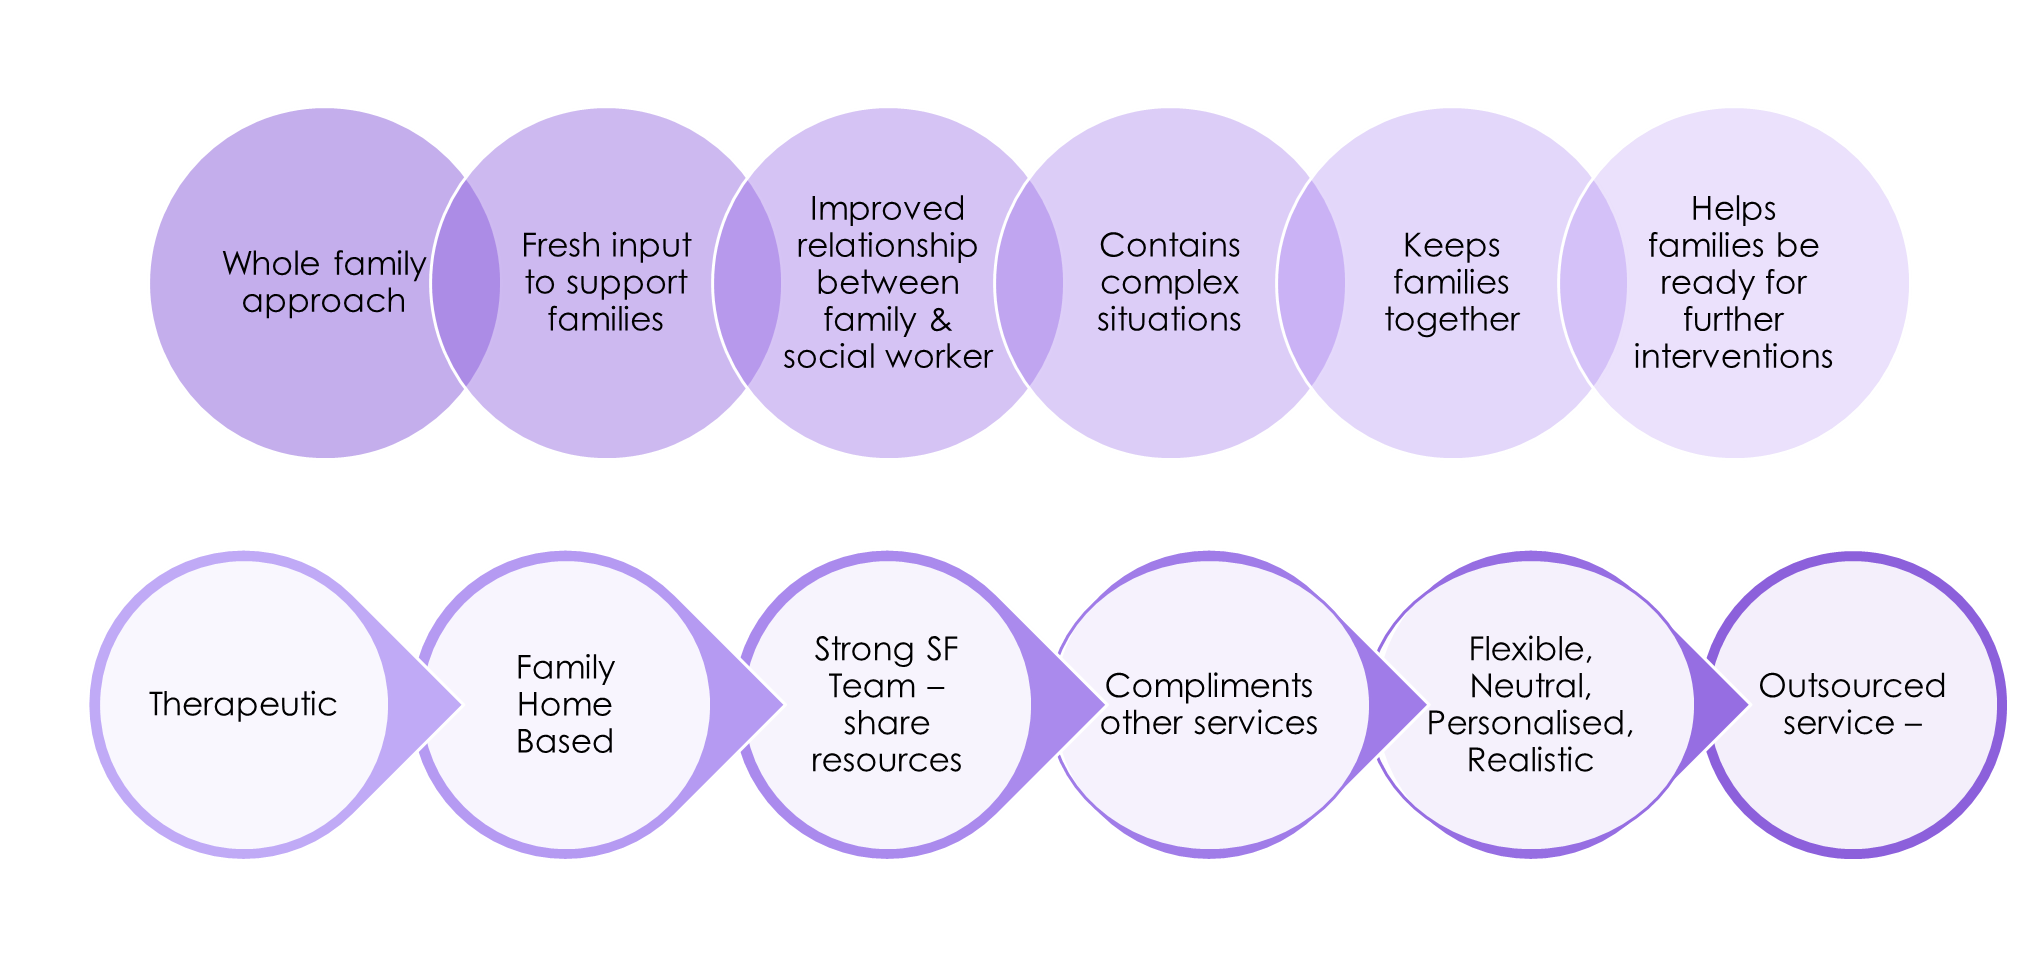 Whole family
approach
Fresh input
to support
families
Improved
relationship
between
family &
social worker
Contains
complex
situations
Keeps
families
together
Helps
families be
ready for
further
interventions
Therapeutic
Family
Home
Based
Strong SF
Team –
share
resources
Compliments
other services
Flexible,
Neutral,
Personalised,
Realistic
Outsourced
service –